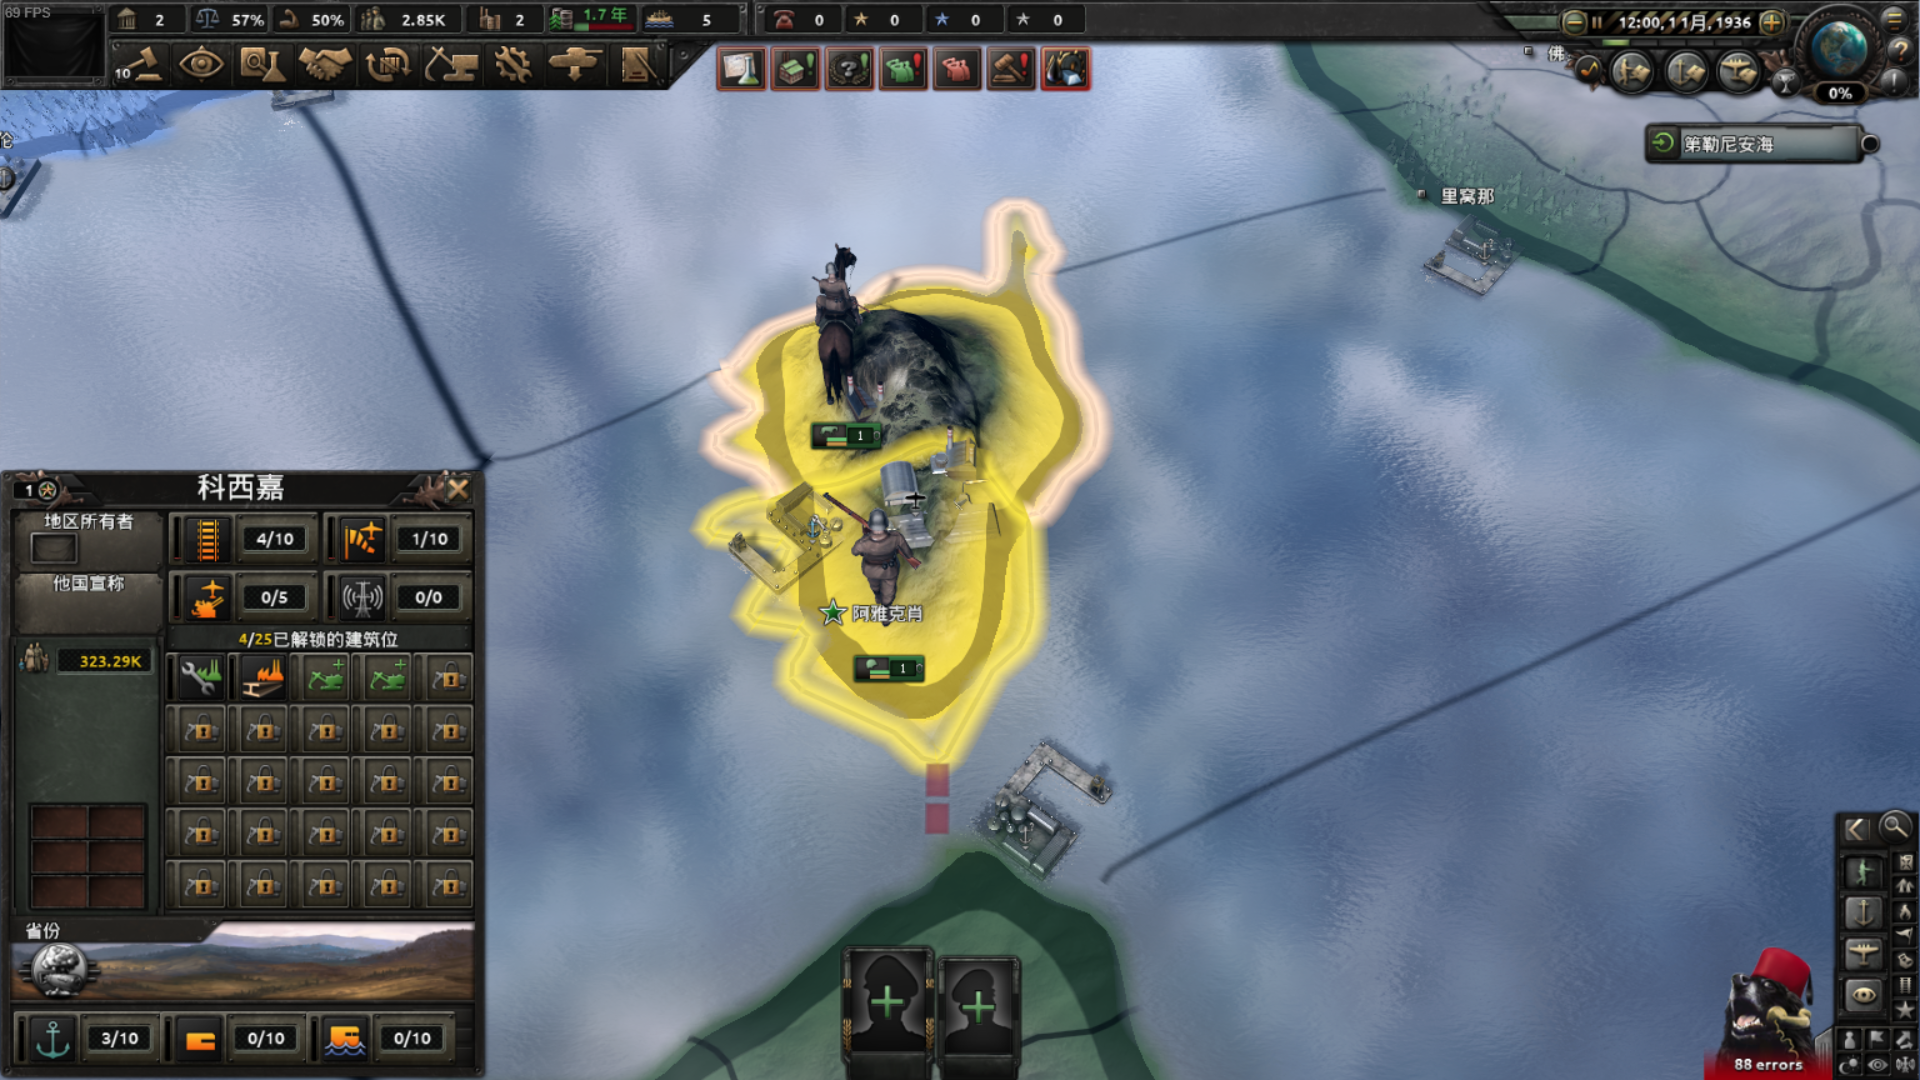 69 FPS
2
57%
50%
2.85K
2
1.7 年
5
0
0
0
0
12:00, 1 1月, 1936
10
0%
佛
伦
第勒尼安海
里窝那
1
阿雅克肖
1
1
科西嘉
地区所有者
4/10
1/10
他国宣称
0/5
0/0
4/25已解锁的建筑位
323.29K
省份
3/10
0/10
0/10
88 errors